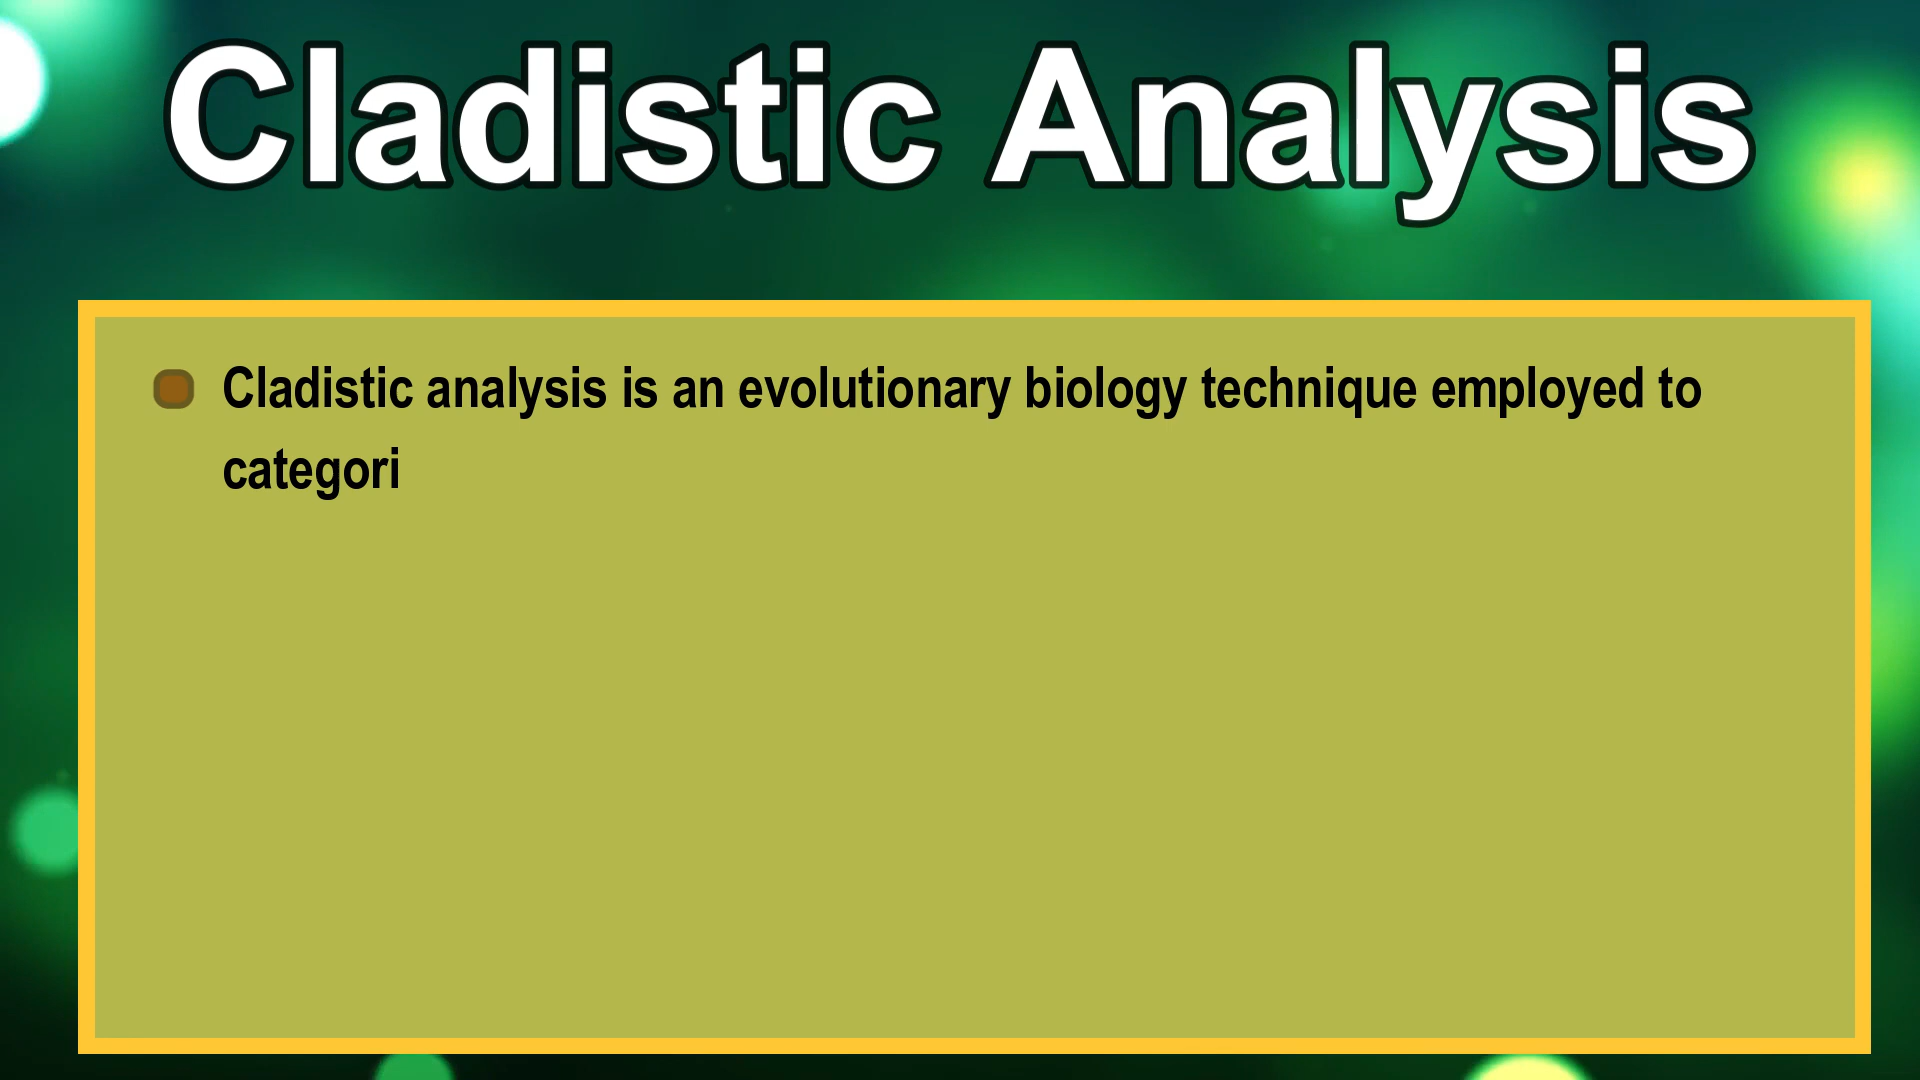 Cladistic Analysis
Cladistic analysis is an evolutionary biology technique employed to
categori